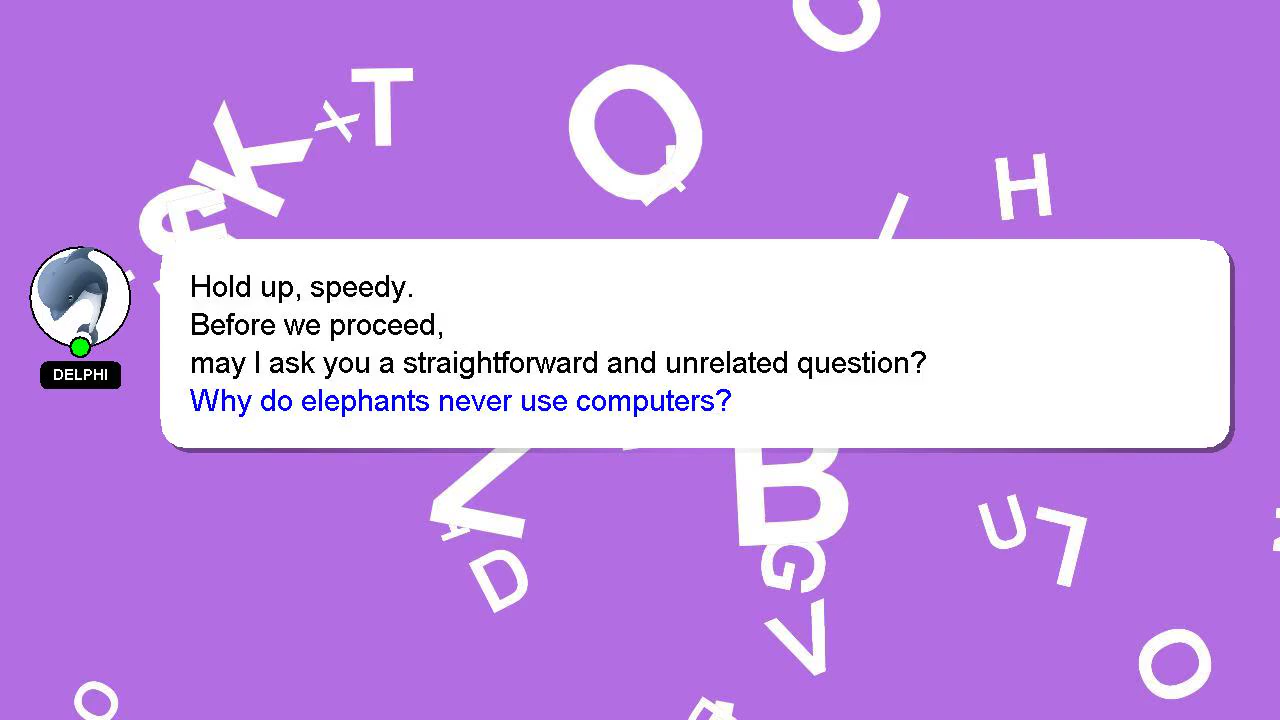 Hold up, speedy.
Before we proceed,
may I ask you a straightforward and unrelated question?
Why do elephants never use computers?
DELPHI